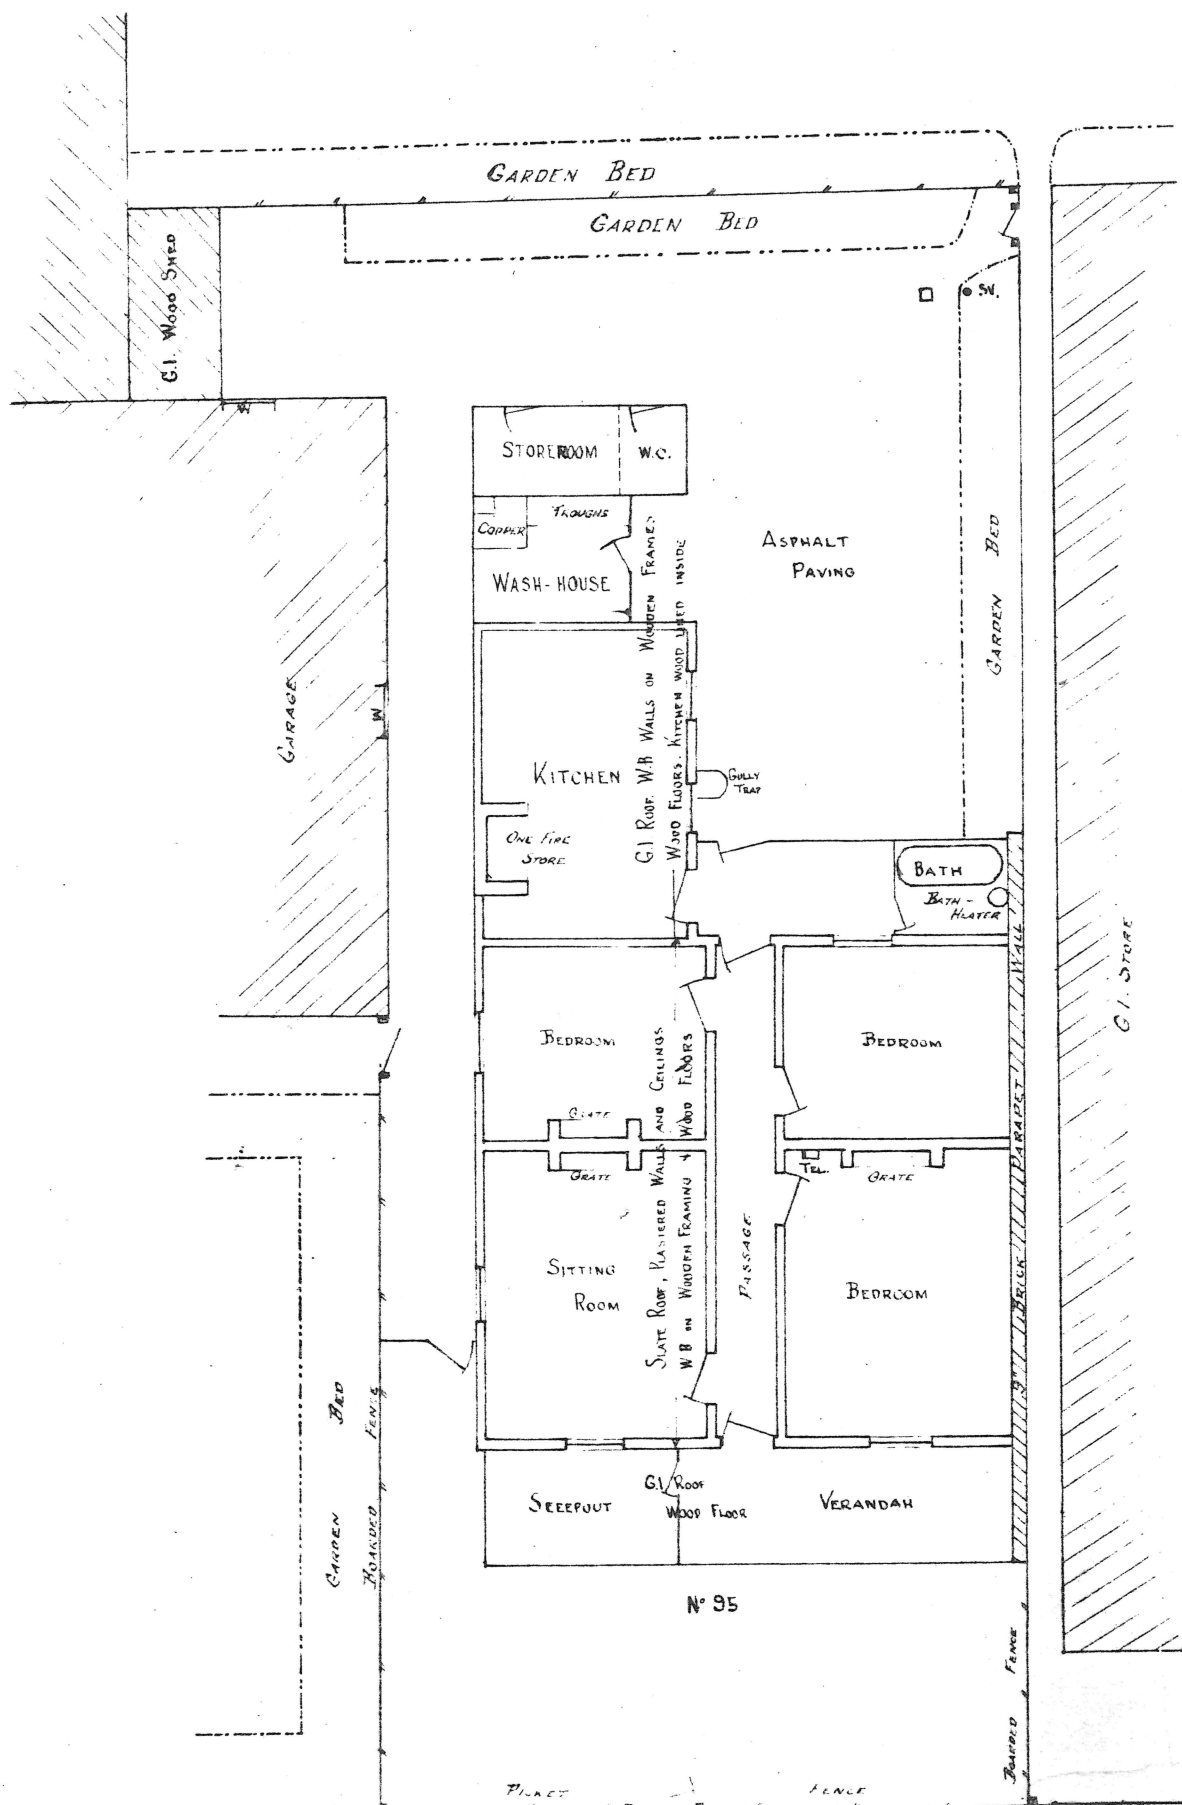 GARDEN BED
GARDEN BED
G.I. WOOD SHED
S.V.
W
STOREROOM
W.C.
COPPER
TROUGHS
WASH-HOUSE
ASPHALT
PAVING
GARDEN BED
GARAGE
W
KITCHEN
ONE FIRE
STORE
G.I ROOF. W.B WALLS ON WOODEN FRAMES
WOOD FLOORS. KITCHEN WOOD LINED INSIDE
GULLY
TRAP
BATH
BATH-
HEATER
G.I. STORE
BEDROOM
BEDROOM
GRATE
GRATE
TEL.
GRATE
SITTING
ROOM
SLATE ROOF, PLASTERED WALLS AND CEILINGS
W B ON WOODEN FRAMING & WOOD FLOORS
PASSAGE
BEDROOM
9" BRICK PARAPET WALL
GARDEN BED
BOARDED FENCE
SLEEPOUT
G.I. ROOF
WOOD FLOOR
VERANDAH
No 95
BOARDED FENCE
PICKET FENCE